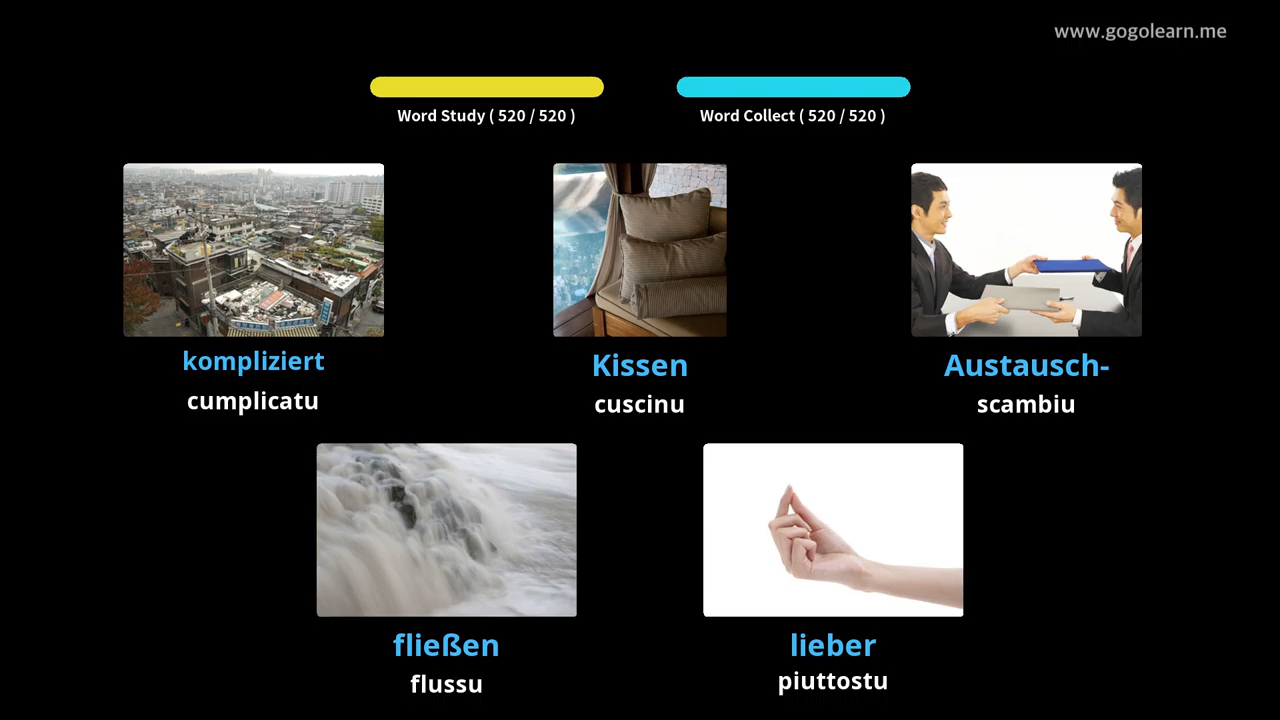 www.gogolearn.me
Word Study ( 520 / 520 )
Word Collect ( 520 / 520 )
kompliziert
cumplicatu
Kissen
cuscinu
Austausch-
scambiu
fließen
flussu
lieber
piuttostu